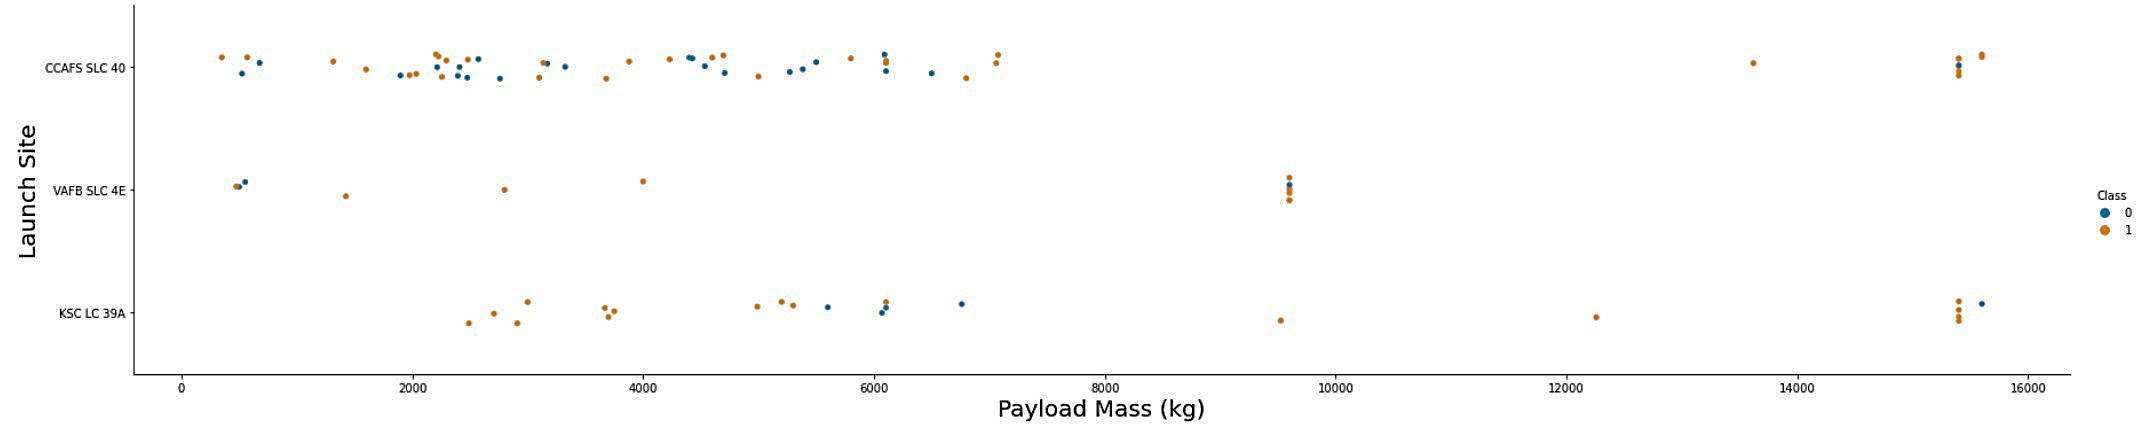 CCAFS SLC 40
VAFB SLC 4E
KSC LC 39A
Launch Site
0 2000 4000 6000 8000 10000 12000 14000 16000
Payload Mass (kg)
Class
0
1